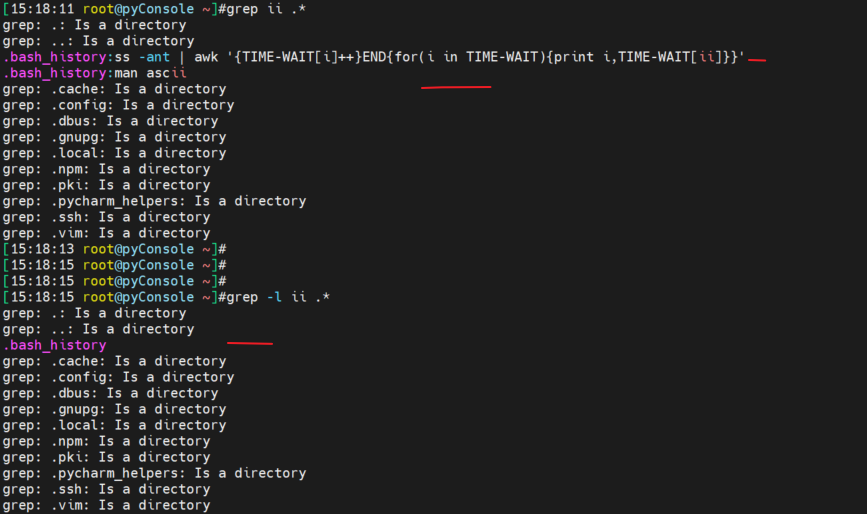 [15:18:11 root@pyConsole ~]#grep ii .*
grep: .: Is a directory
grep: ..: Is a directory
.bash_history:ss -ant | awk '{TIME-WAIT[i]++}END{for(i in TIME-WAIT){print i,TIME-WAIT[ii]}}'
.bash_history:man ascii
grep: .cache: Is a directory
grep: .config: Is a directory
grep: .dbus: Is a directory
grep: .gnupg: Is a directory
grep: .local: Is a directory
grep: .npm: Is a directory
grep: .pki: Is a directory
grep: .pycharm_helpers: Is a directory
grep: .ssh: Is a directory
grep: .vim: Is a directory
[15:18:13 root@pyConsole ~]#
[15:18:15 root@pyConsole ~]#
[15:18:15 root@pyConsole ~]#
[15:18:15 root@pyConsole ~]#grep -l ii .*
grep: .: Is a directory
grep: ..: Is a directory
.bash_history
grep: .cache: Is a directory
grep: .config: Is a directory
grep: .dbus: Is a directory
grep: .gnupg: Is a directory
grep: .local: Is a directory
grep: .npm: Is a directory
grep: .pki: Is a directory
grep: .pycharm_helpers: Is a directory
grep: .ssh: Is a directory
grep: .vim: Is a directory